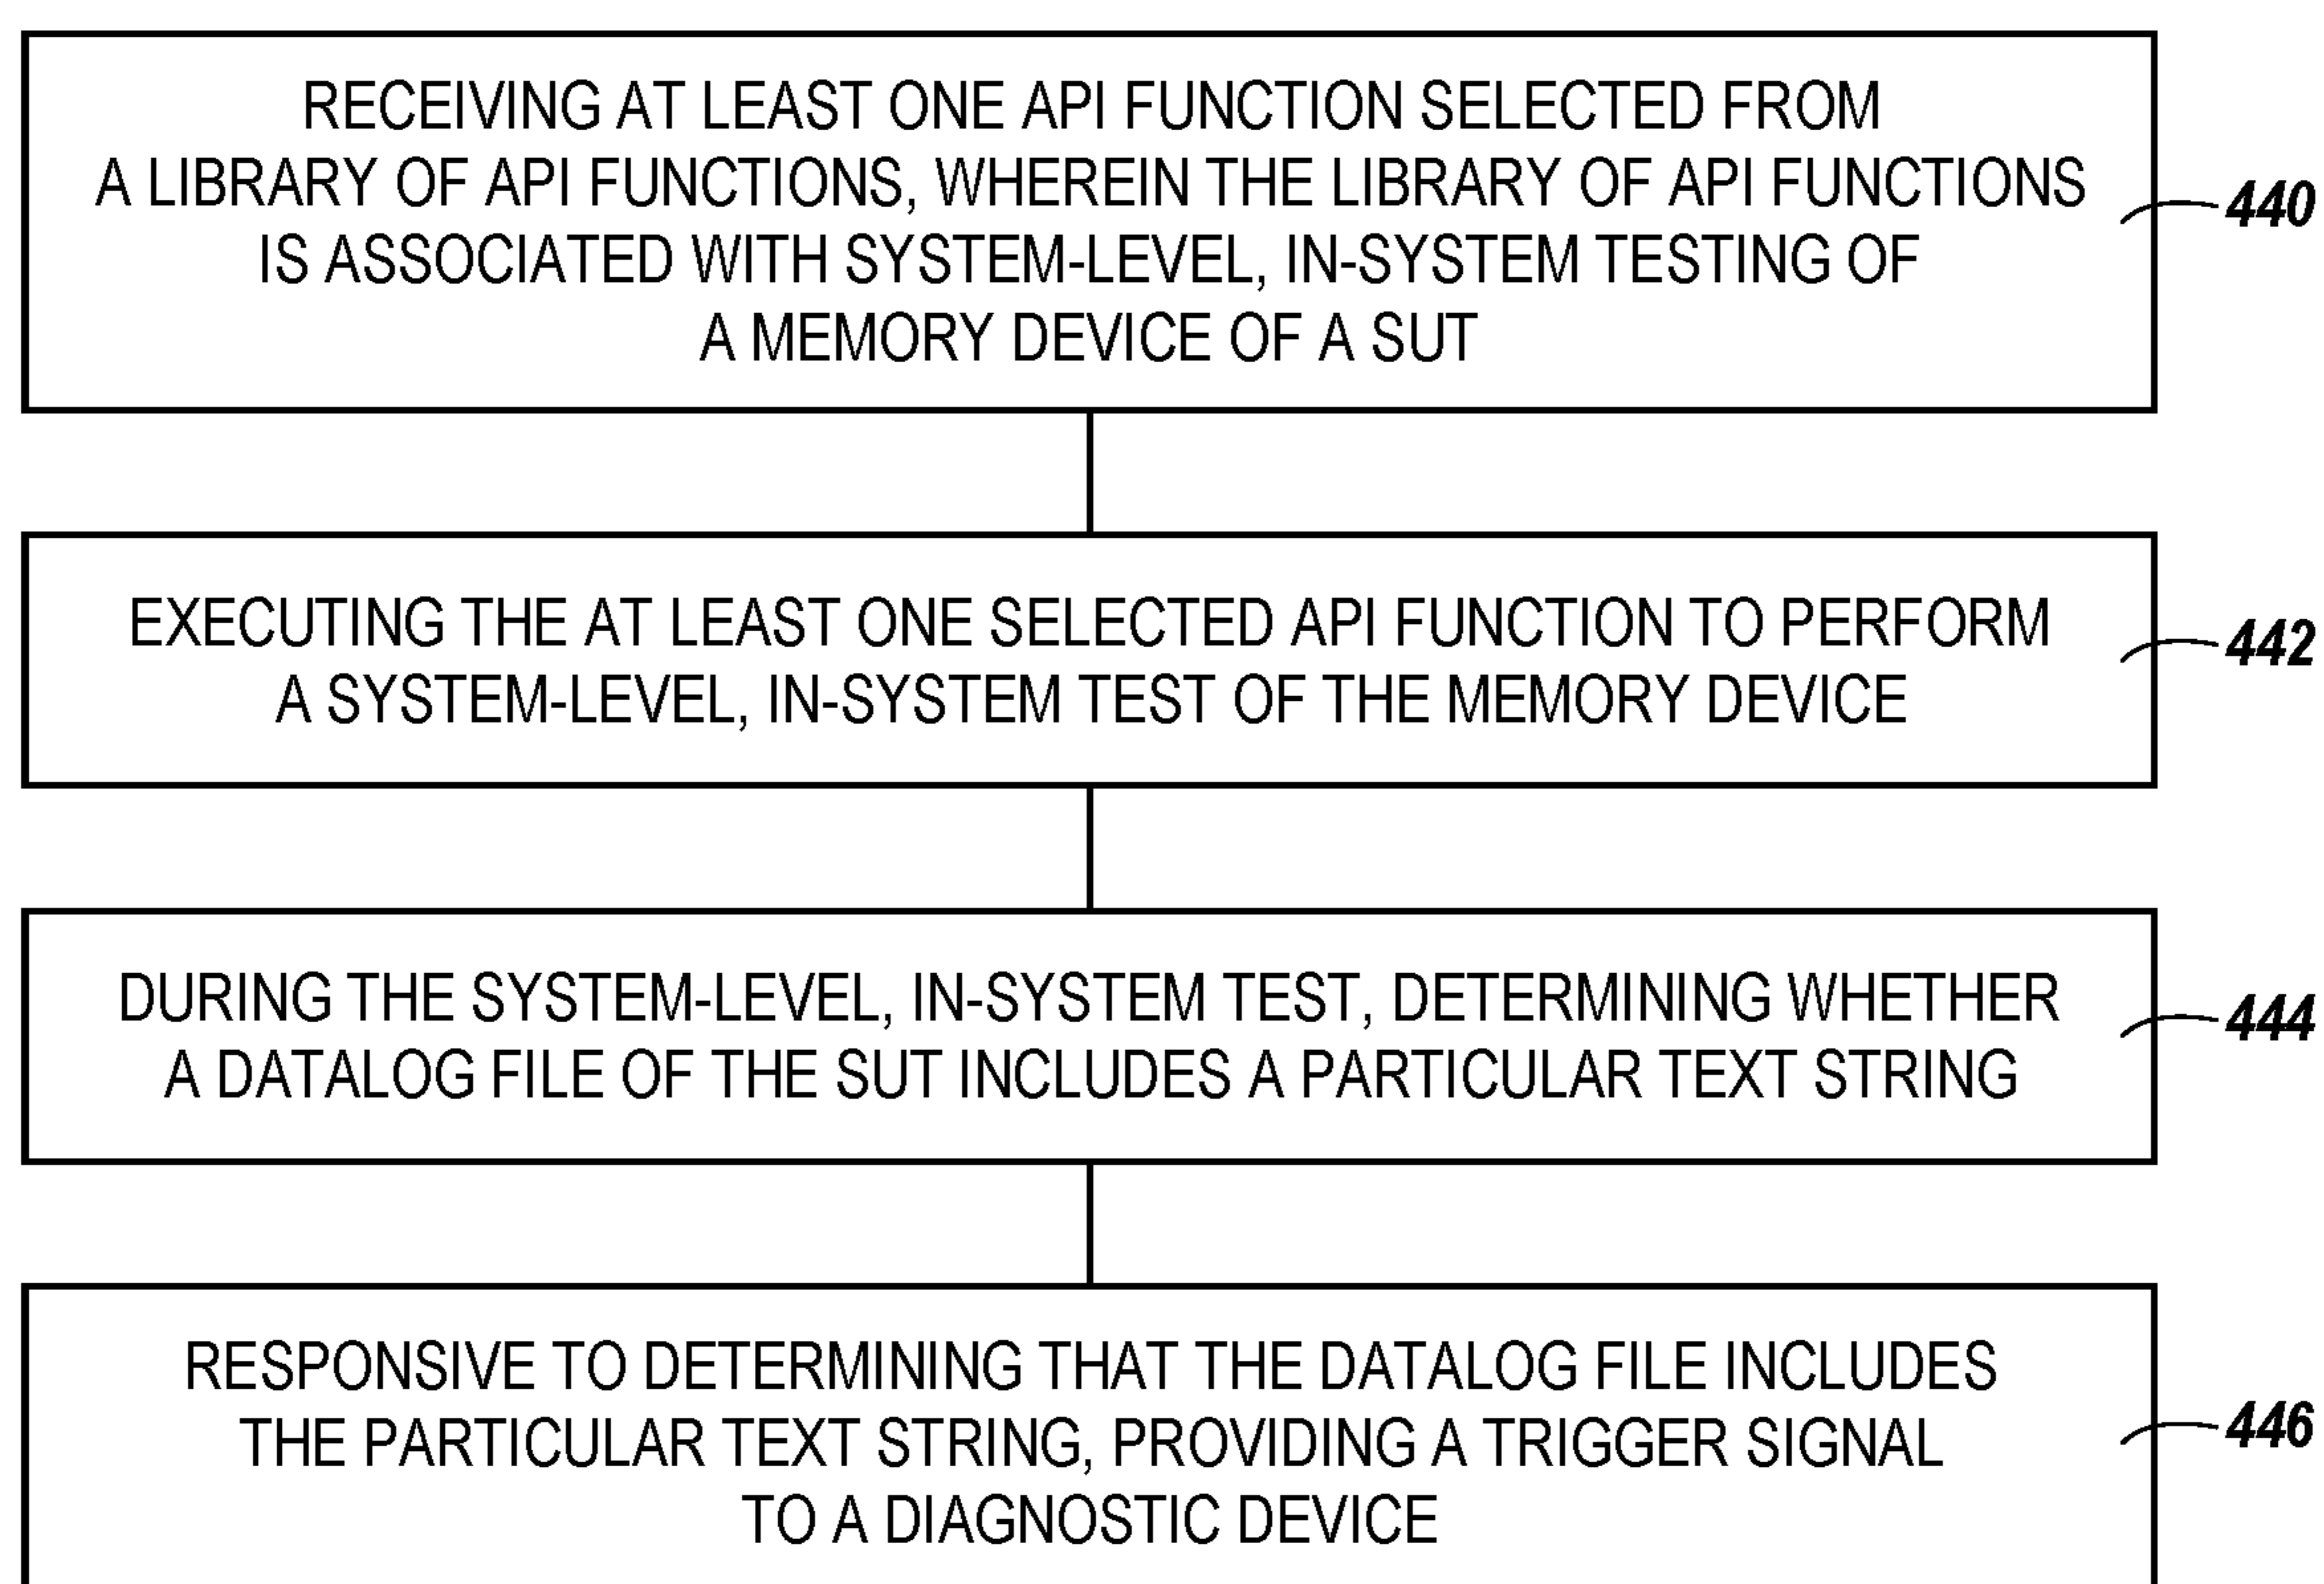 RECEIVING AT LEAST ONE API FUNCTION SELECTED FROM
A LIBRARY OF API FUNCTIONS, WHEREIN THE LIBRARY OF API FUNCTIONS
IS ASSOCIATED WITH SYSTEM-LEVEL, IN-SYSTEM TESTING OF
A MEMORY DEVICE OF A SUT
440
EXECUTING THE AT LEAST ONE SELECTED API FUNCTION TO PERFORM
A SYSTEM-LEVEL, IN-SYSTEM TEST OF THE MEMORY DEVICE
442
DURING THE SYSTEM-LEVEL, IN-SYSTEM TEST, DETERMINING WHETHER
A DATALOG FILE OF THE SUT INCLUDES A PARTICULAR TEXT STRING
444
RESPONSIVE TO DETERMINING THAT THE DATALOG FILE INCLUDES
THE PARTICULAR TEXT STRING, PROVIDING A TRIGGER SIGNAL
TO A DIAGNOSTIC DEVICE
446